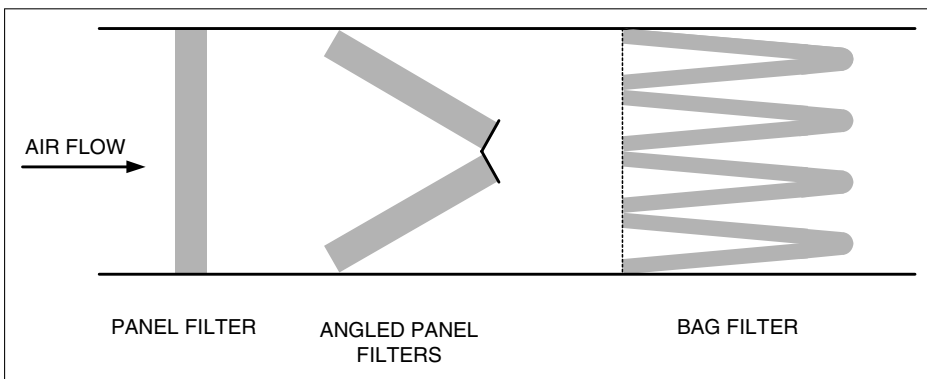 AIR FLOW
PANEL FILTER
ANGLED PANEL
FILTERS
BAG FILTER